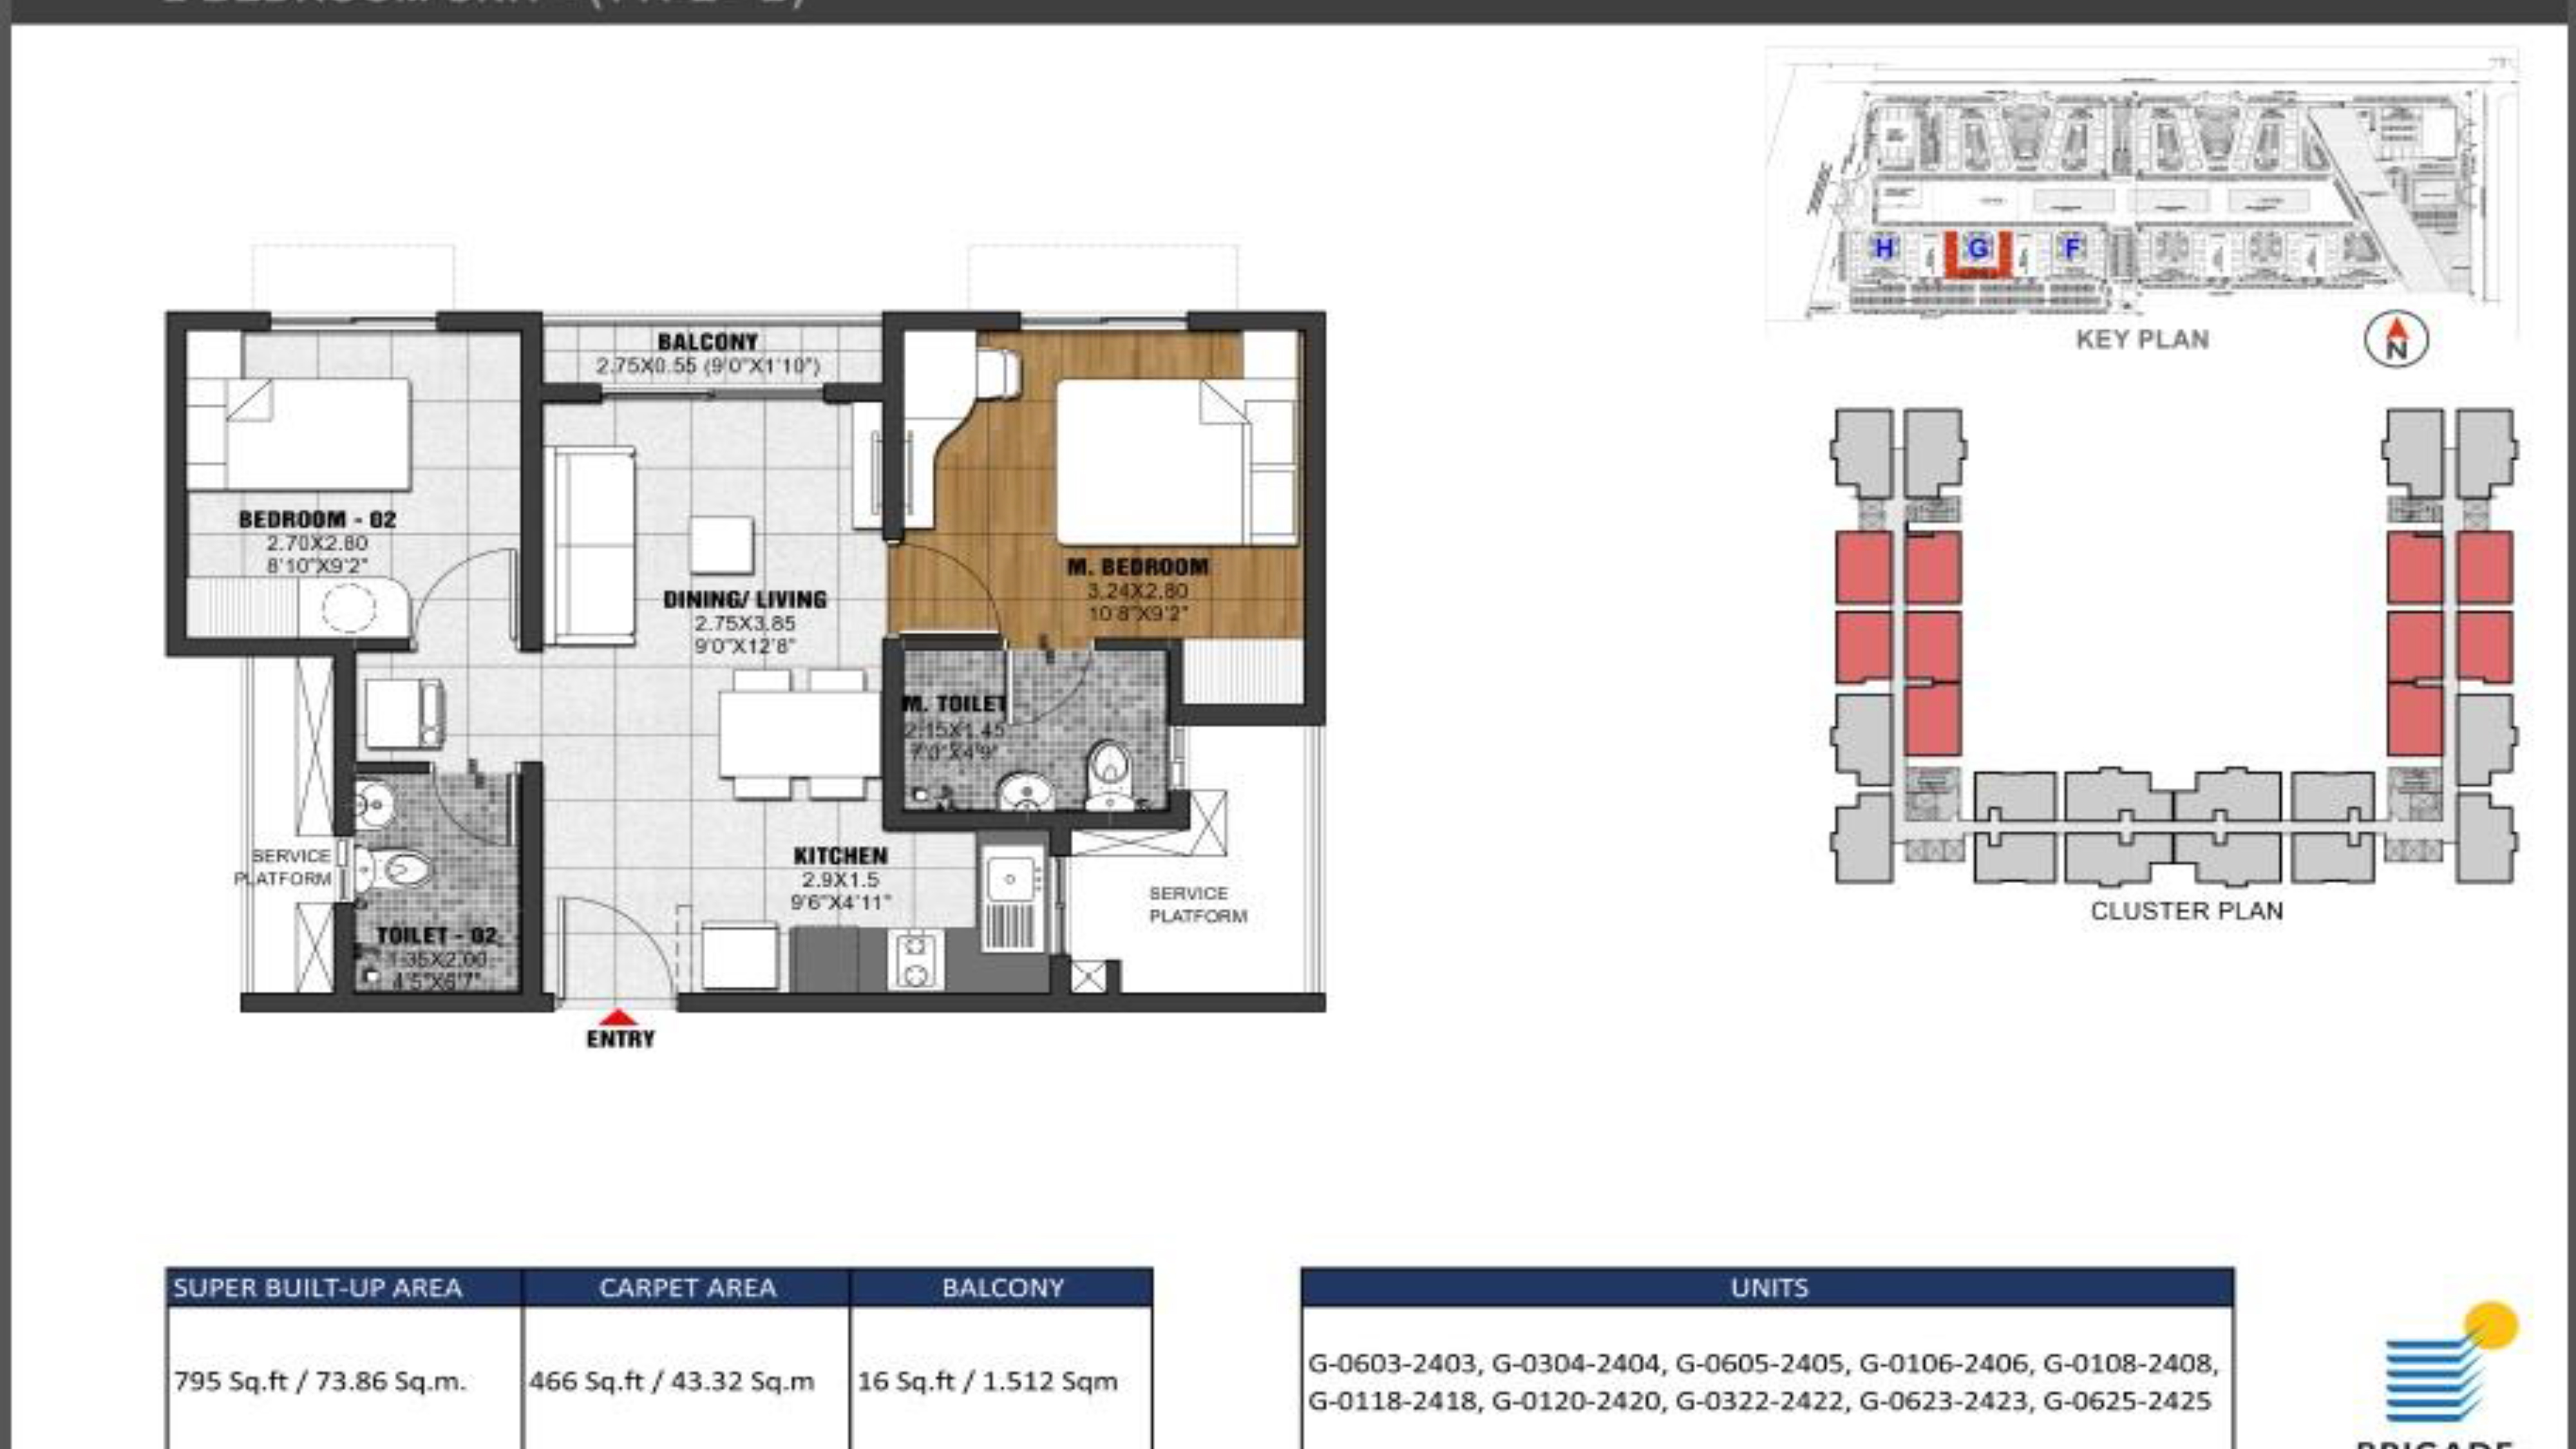 2 BEDROOM UNIT - (TYPE - B)
H
G
F
KEY PLAN
N
BALCONY
2.75X0.55 (9'0"X1'10")
BEDROOM - 02
2.70X2.80
8'10"X9'2"
M. BEDROOM
3.24X2.80
10'8"X9'2"
DINING/ LIVING
2.75X3.85
9'0"X12'8"
M. TOILET
2.15X1.45
7'0"X4'9"
KITCHEN
2.9X1.5
9'6"X4'11"
SERVICE
PLATFORM
SERVICE
PLATFORM
TOILET - 02
1.35X2.00
4'5"X6'7"
ENTRY
CLUSTER PLAN
SUPER BUILT-UP AREA
CARPET AREA
BALCONY
795 Sq.ft / 73.86 Sq.m.
466 Sq.ft / 43.32 Sq.m
16 Sq.ft / 1.512 Sqm
UNITS
G-0603-2403, G-0304-2404, G-0605-2405, G-0106-2406, G-0108-2408,
G-0118-2418, G-0120-2420, G-0322-2422, G-0623-2423, G-0625-2425
BRIGADE